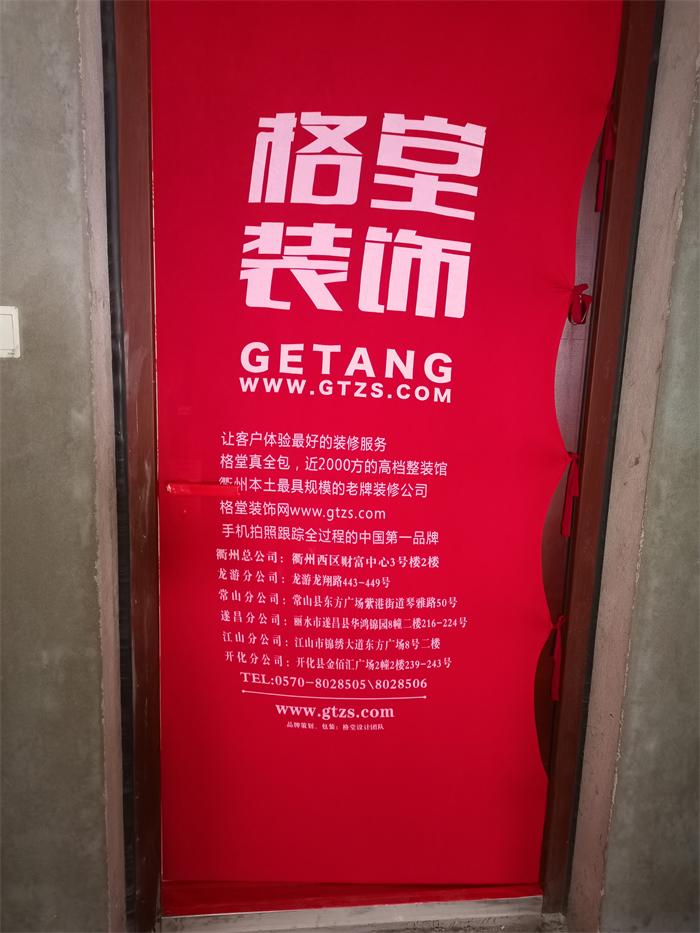 格堂
装饰
GETANG
WWW.GTZS.COM
让客户体验最好的装修服务
格堂真全包，近2000方的高档整装馆
衢州本土最具规模的老牌装修公司
格堂装饰网www.gtzs.com
手机拍照跟踪全过程的中国第一品牌
衢州总公司：衢州西区财富中心3号楼2楼
龙游分公司：龙游龙翔路443-449号
常山分公司：常山县东方广场紫港街道琴雅路50号
遂昌分公司：丽水市遂昌县华鸿锦园8幢二楼216-224号
江山分公司：江山市锦绣大道东方广场8号二楼
开化分公司：开化县金佰汇广场2幢2楼239-243号
TEL:0570-8028505\8028506
www.gtzs.com
品牌策划、包装：格堂设计团队